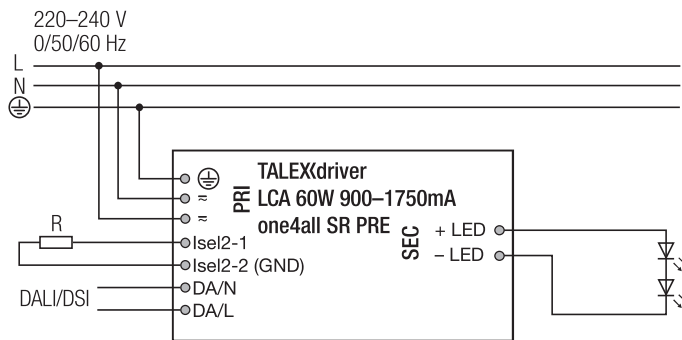 220–240 V
0/50/60 Hz
L
N
TALEXXdriver
LCA 60W 900–1750mA
one4all SR PRE
PRI
≂
≂
SEC
+ LED
– LED
R
Isel2-1
Isel2-2 (GND)
DALI/DSI
DA/N
DA/L